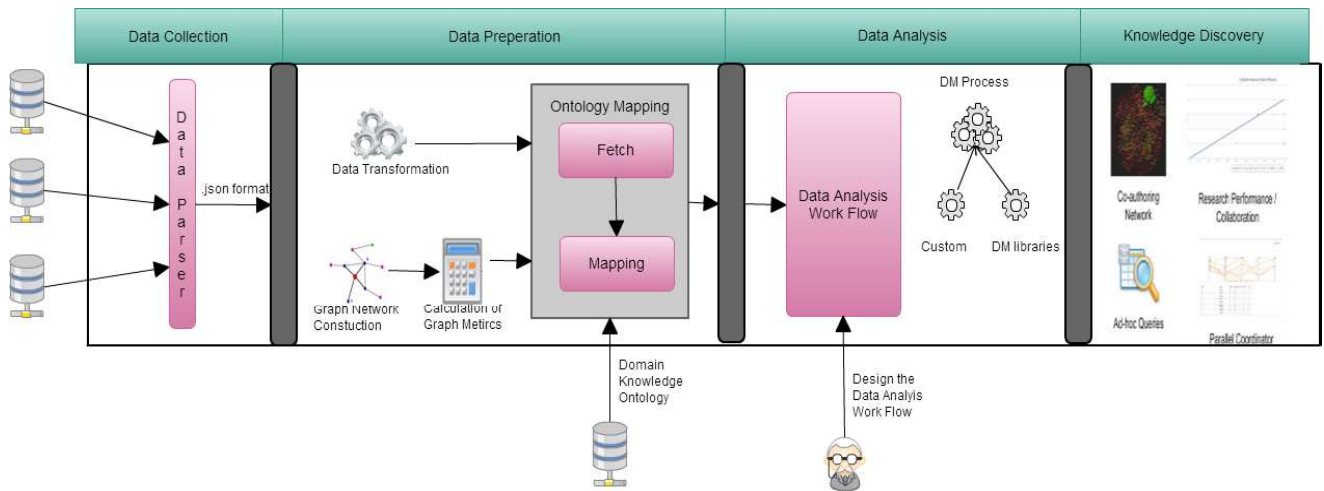 Data Collection
Data Preperation
Data Analysis
Knowledge Discovery
Data Parser
.json format
Data Transformation
Graph Network
Constuction
Calculation of
Graph Metircs
Ontology Mapping
Fetch
Mapping
Domain
Knowledge
Ontology
Data Analysis
Work Flow
Design the
Data Analyis
Work Flow
DM Process
Custom
DM libraries
Co-authoring
Network
Research Performance /
Collaboration
Ad-hoc Queries
Parallel Coordinator